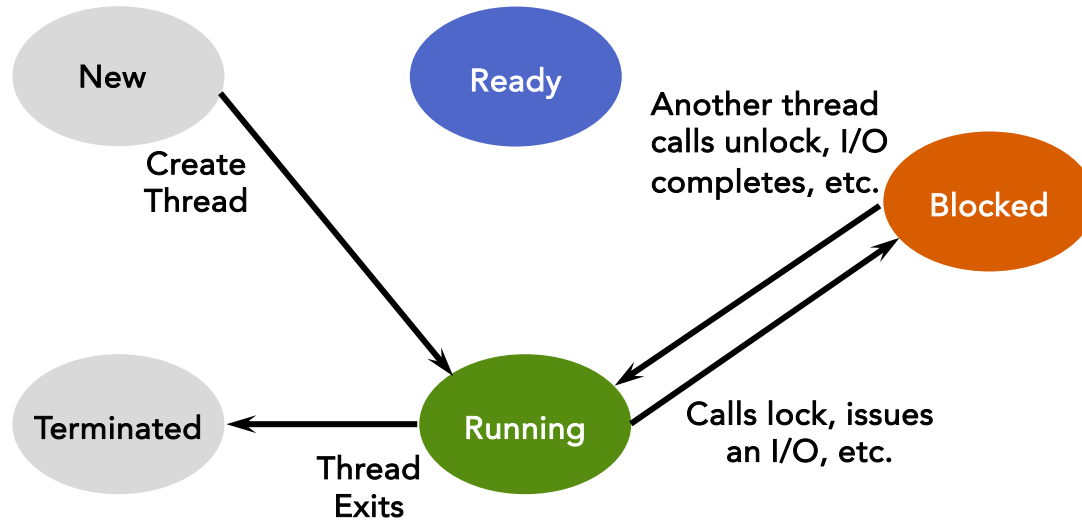 New
Ready
Another thread
calls unlock, I/O
completes, etc.
Blocked
Create
Thread
Terminated
Running
Calls lock, issues
an I/O, etc.
Thread
Exits